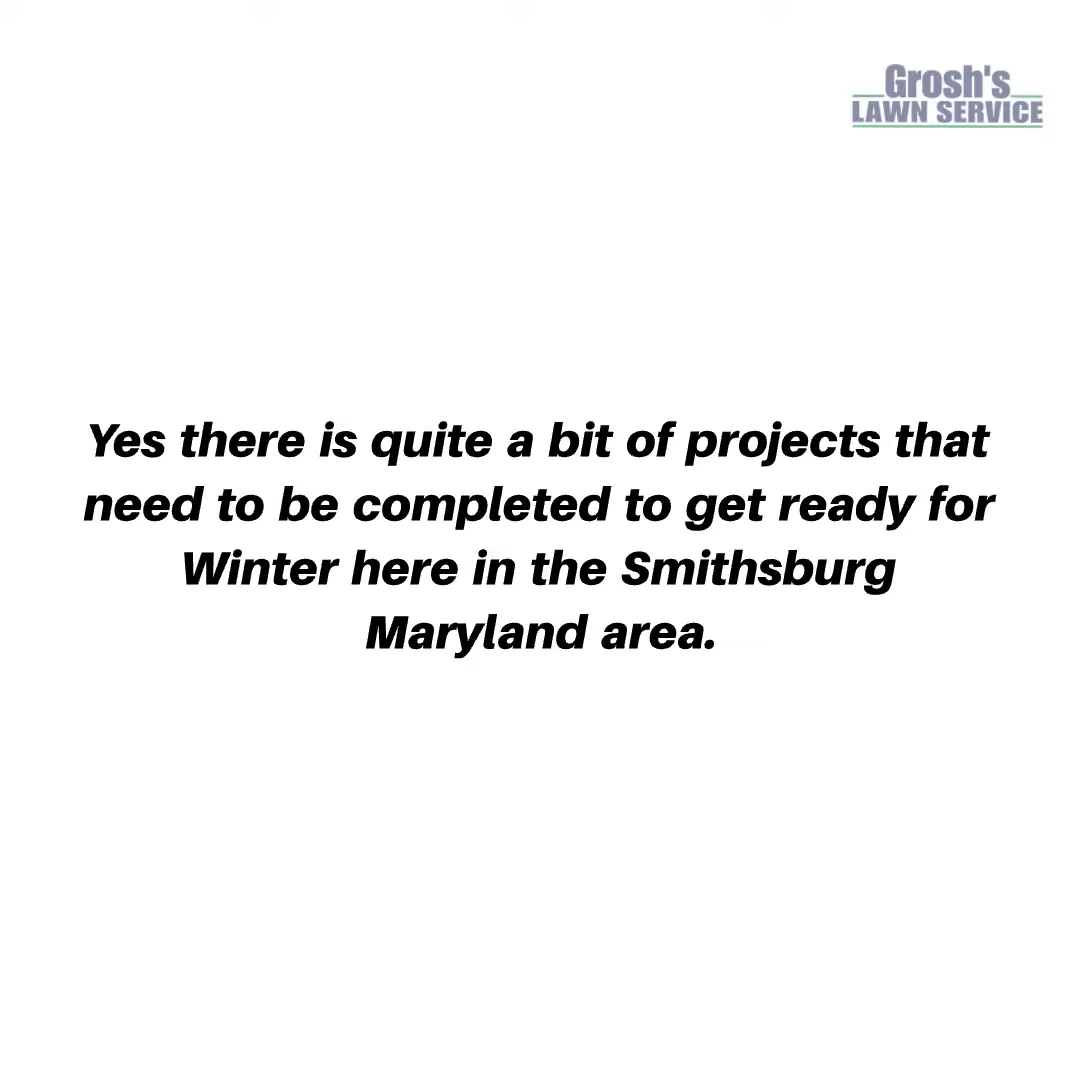 Grosh's
LAWN SERVICE
Yes there is quite a bit of projects that
need to be completed to get ready for
Winter here in the Smithsburg
Maryland area.